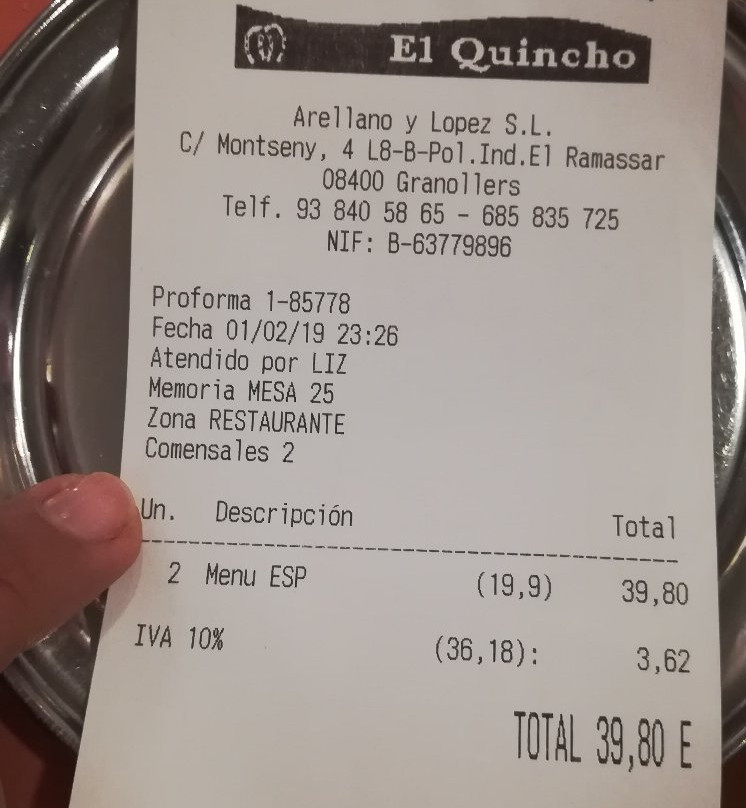 El Quincho
Arellano y Lopez S.L.
C/ Montseny, 4 L8-B-Pol.Ind.El Ramassar
08400 Granollers
Telf. 93 840 58 65 - 685 835 725
NIF: B-63779896
Proforma 1-85778
Fecha 01/02/19 23:26
Atendido por LIZ
Memoria MESA 25
Zona RESTAURANTE
Comensales 2
Un. Descripción Total
2 Menu ESP (19,9) 39,80
IVA 10% (36,18): 3,62
TOTAL 39,80 E